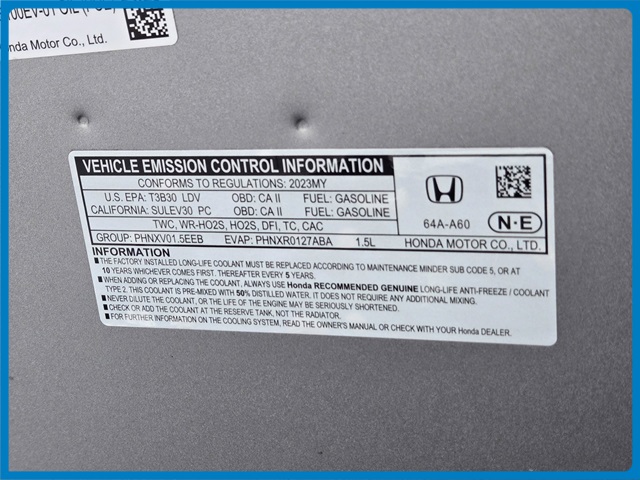 Honda Motor Co., Ltd.
VEHICLE EMISSION CONTROL INFORMATION
CONFORMS TO REGULATIONS: 2023MY
U.S. EPA: T3B30 LDV OBD: CA II FUEL: GASOLINE
CALIFORNIA: SULEV30 PC OBD: CA II FUEL: GASOLINE
TWC, WR-HO2S, HO2S, DFI, TC, CAC
64A-A60 N-E
GROUP: PHNXV01.5EEB EVAP: PHNXR0127ABA 1.5L HONDA MOTOR CO., LTD.
INFORMATION
■THE FACTORY INSTALLED LONG-LIFE COOLANT MUST BE REPLACED ACCORDING TO MAINTENANCE MINDER SUB CODE 5, OR AT
10 YEARS WHICHEVER COMES FIRST. THEREAFTER EVERY 5 YEARS.
■WHEN ADDING OR REPLACING THE COOLANT, ALWAYS USE Honda RECOMMENDED GENUINE LONG-LIFE ANTI-FREEZE / COOLANT
TYPE 2. THIS COOLANT IS PRE-MIXED WITH 50% DISTILLED WATER. IT DOES NOT REQUIRE ANY ADDITIONAL MIXING.
■NEVER DILUTE THE COOLANT, OR THE LIFE OF THE ENGINE MAY BE SERIOUSLY SHORTENED.
■CHECK OR ADD THE COOLANT AT THE RESERVE TANK, NOT THE RADIATOR.
■FOR FURTHER INFORMATION ON THE COOLING SYSTEM, READ THE OWNER'S MANUAL OR CHECK WITH YOUR Honda DEALER.